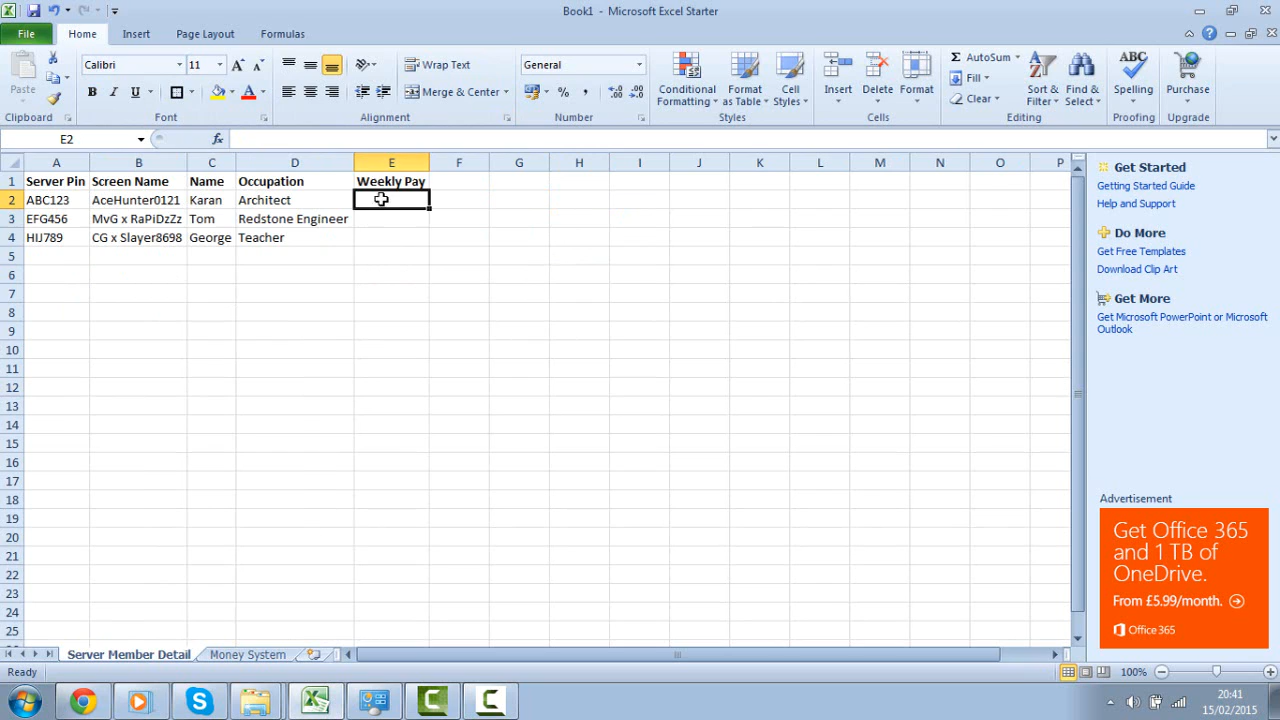 Book1 - Microsoft Excel Starter
File Home Insert Page Layout Formulas
Paste
Clipboard
Calibri 11
B I U
Font
Wrap Text
Merge & Center
Alignment
General
%
Number
Conditional Formatting
Format as Table
Cell Styles
Styles
Insert
Delete
Format
Cells
Σ AutoSum
Fill
Clear
Sort & Filter
Find & Select
Editing
ABC
Spelling
Proofing
Purchase
Upgrade
E2 fx
A B C D E F G H I J K L M N O P
1 Server Pin Screen Name Name Occupation Weekly Pay
2 ABC123 AceHunter0121 Karan Architect
3 EFG456 MvG x RaPiDzZz Tom Redstone Engineer
4 HIJ789 CG x Slayer8698 George Teacher
5
6
7
8
9
10
11
12
13
14
15
16
17
18
19
20
21
22
23
24
25
Get Started
Getting Started Guide
Help and Support
Do More
Get Free Templates
Download Clip Art
Get More
Get Microsoft PowerPoint or Microsoft
Outlook
Advertisement
Get Office 365
and 1 TB of
OneDrive.
From £5.99/month.
Office 365
Server Member Detail Money System
Ready 100%
20:41
15/02/2015